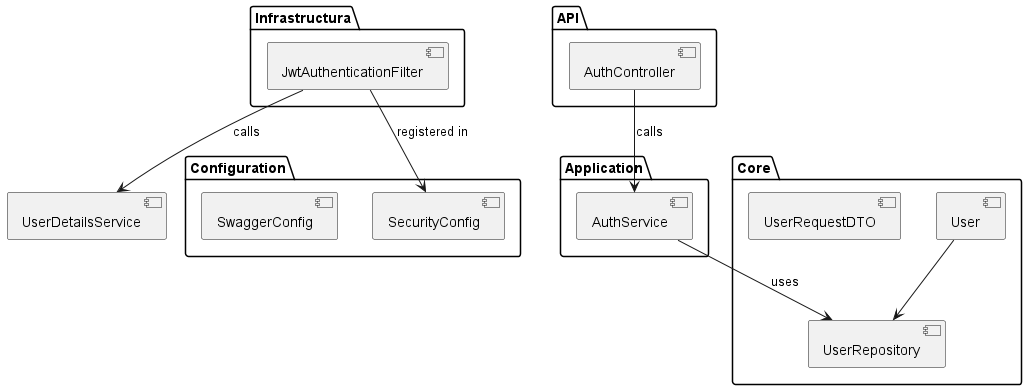 Infrastructura
API
JwtAuthenticationFilter
AuthController
calls
registered in
calls
Configuration
Application
Core
UserDetailsService
SwaggerConfig
SecurityConfig
AuthService
UserRequestDTO
User
uses
UserRepository